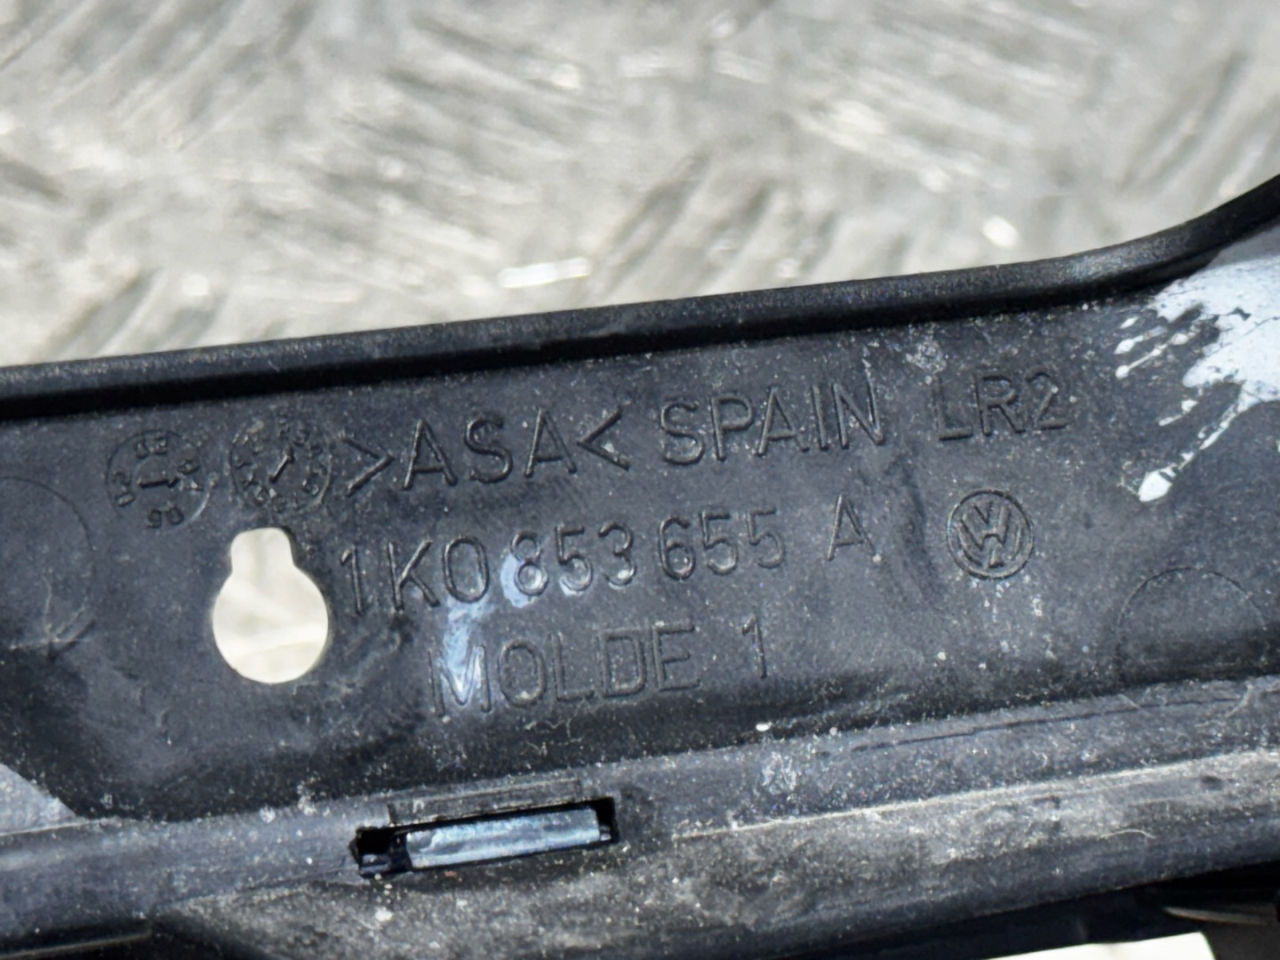 >ASA< SPAIN LR2
1K0 853 655 A
MOLDE 1